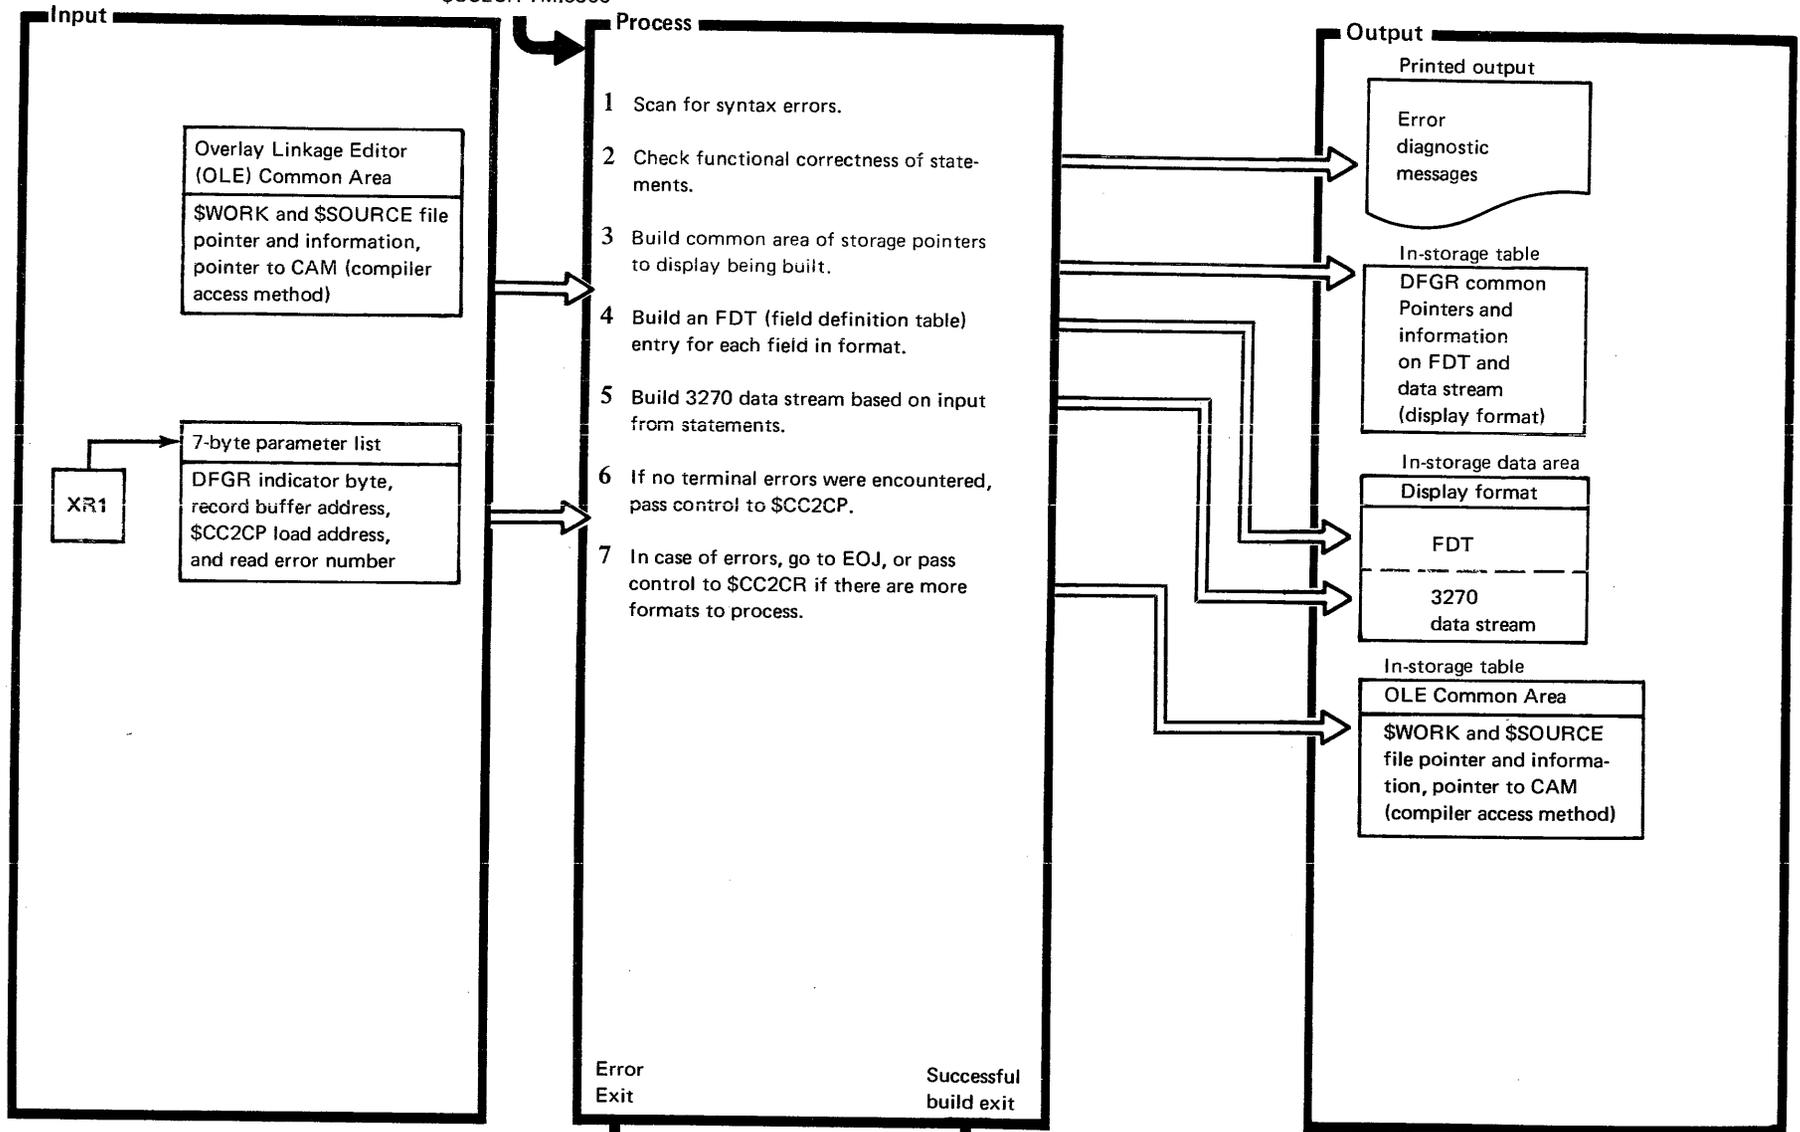 Input
Overlay Linkage Editor
(OLE) Common Area
$WORK and $SOURCE file
pointer and information,
pointer to CAM (compiler
access method)
XR1
7-byte parameter list
DFGR indicator byte,
record buffer address,
$CC2CP load address,
and read error number
Process
1 Scan for syntax errors.
2 Check functional correctness of state-
ments.
3 Build common area of storage pointers
to display being built.
4 Build an FDT (field definition table)
entry for each field in format.
5 Build 3270 data stream based on input
from statements.
6 If no terminal errors were encountered,
pass control to $CC2CP.
7 In case of errors, go to EOJ, or pass
control to $CC2CR if there are more
formats to process.
Error
Exit
Successful
build exit
Output
Printed output
Error
diagnostic
messages
In-storage table
DFGR common
Pointers and
information
on FDT and
data stream
(display format)
In-storage data area
Display format
FDT
3270
data stream
In-storage table
OLE Common Area
$WORK and $SOURCE
file pointer and informa-
tion, pointer to CAM
(compiler access method)